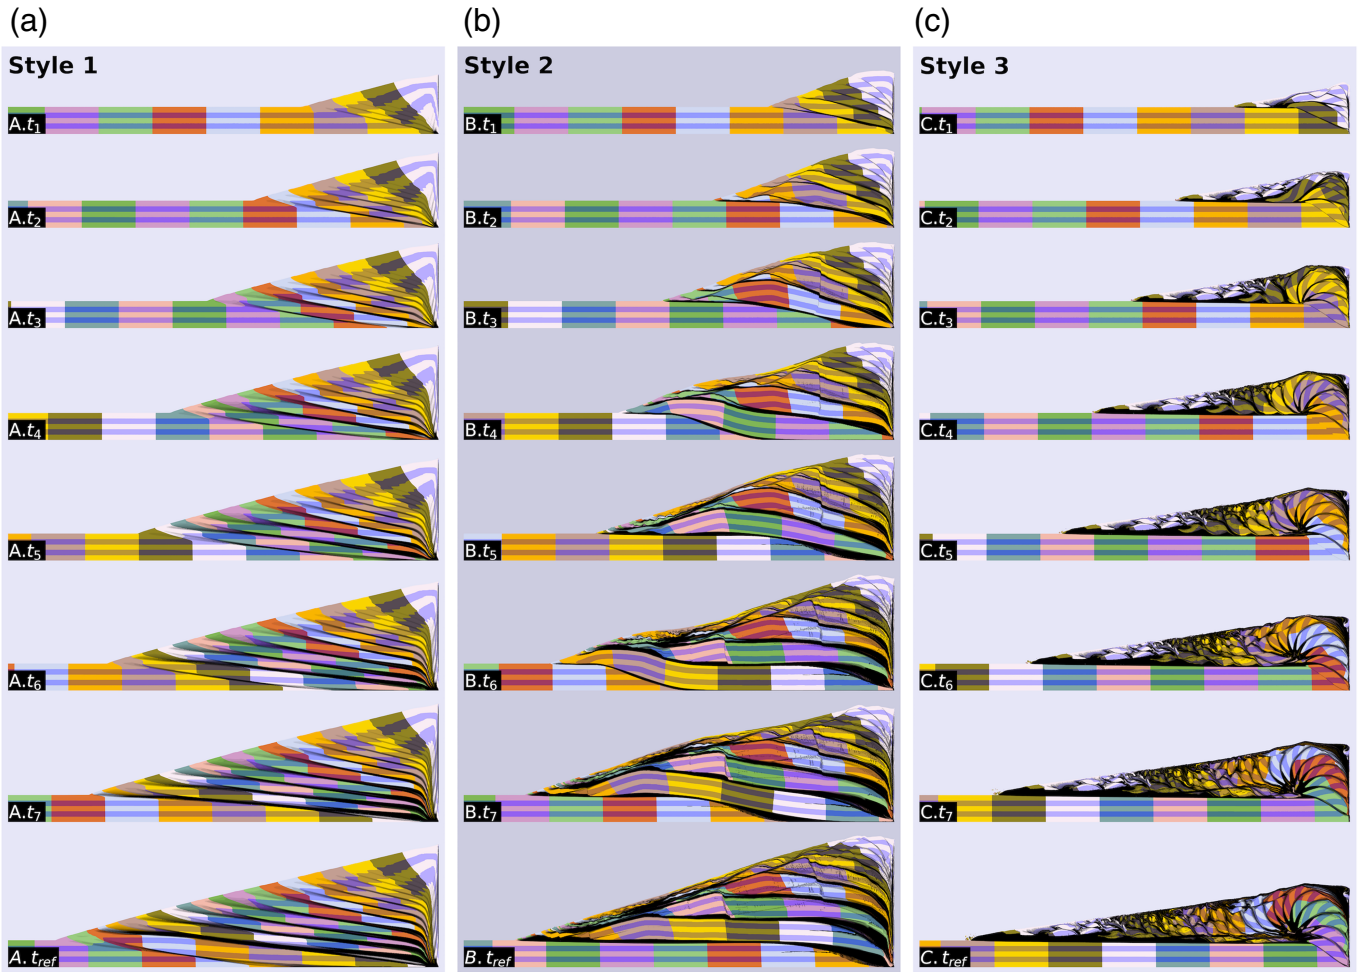 (a)
Style 1
A.t1
A.t2
A.t3
A.t4
A.t5
A.t6
A.t7
A. tref
(b)
Style 2
B.t1
B.t2
B.t3
B.t4
B.t5
B.t6
B.t7
B. tref
(c)
Style 3
C.t1
C.t2
C.t3
C.t4
C.t5
C.t6
C.t7
C. tref